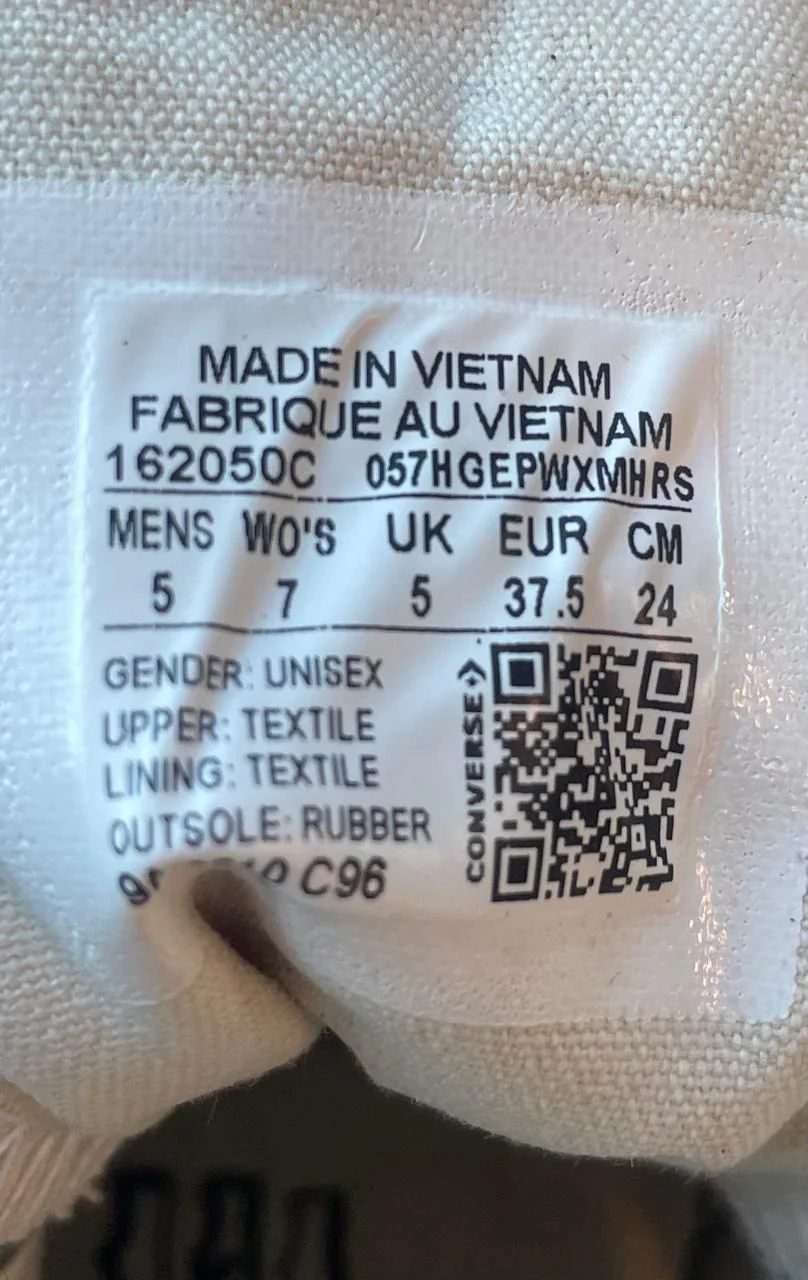 MADE IN VIETNAM
FABRIQUE AU VIETNAM
162050C 057HGEPWXMHRS
MENS WO'S UK EUR CM
5 7 5 37.5 24
GENDER: UNISEX
UPPER: TEXTILE
LINING: TEXTILE
OUTSOLE: RUBBER
C96
CONVERSE